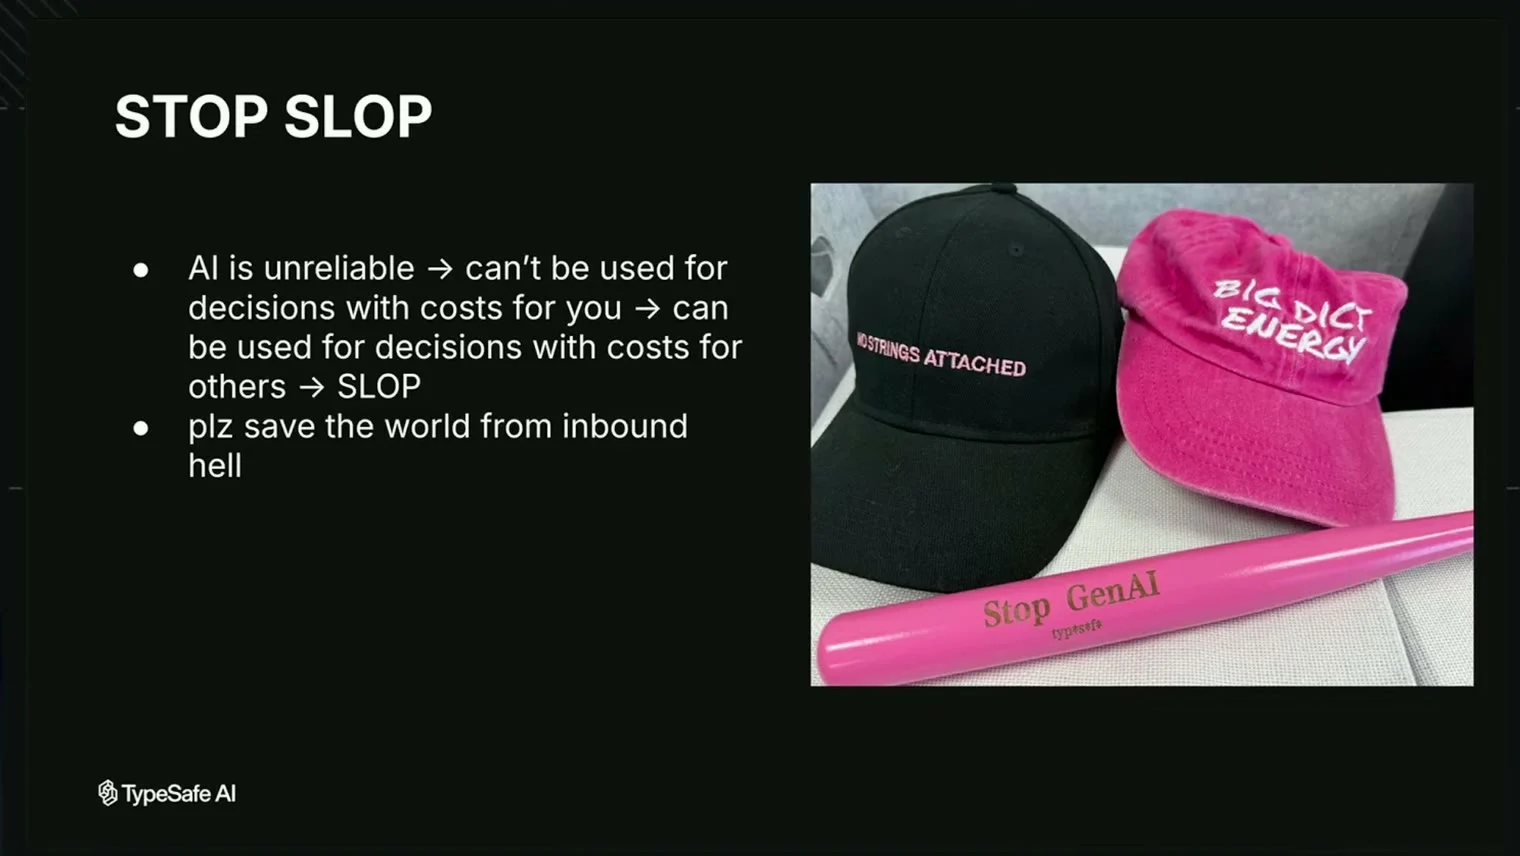 STOP SLOP
● AI is unreliable → can’t be used for
decisions with costs for you → can
be used for decisions with costs for
others → SLOP
● plz save the world from inbound
hell
NO STRINGS ATTACHED
BIG DICT
ENERGY
Stop GenAI
typesafe
TypeSafe AI